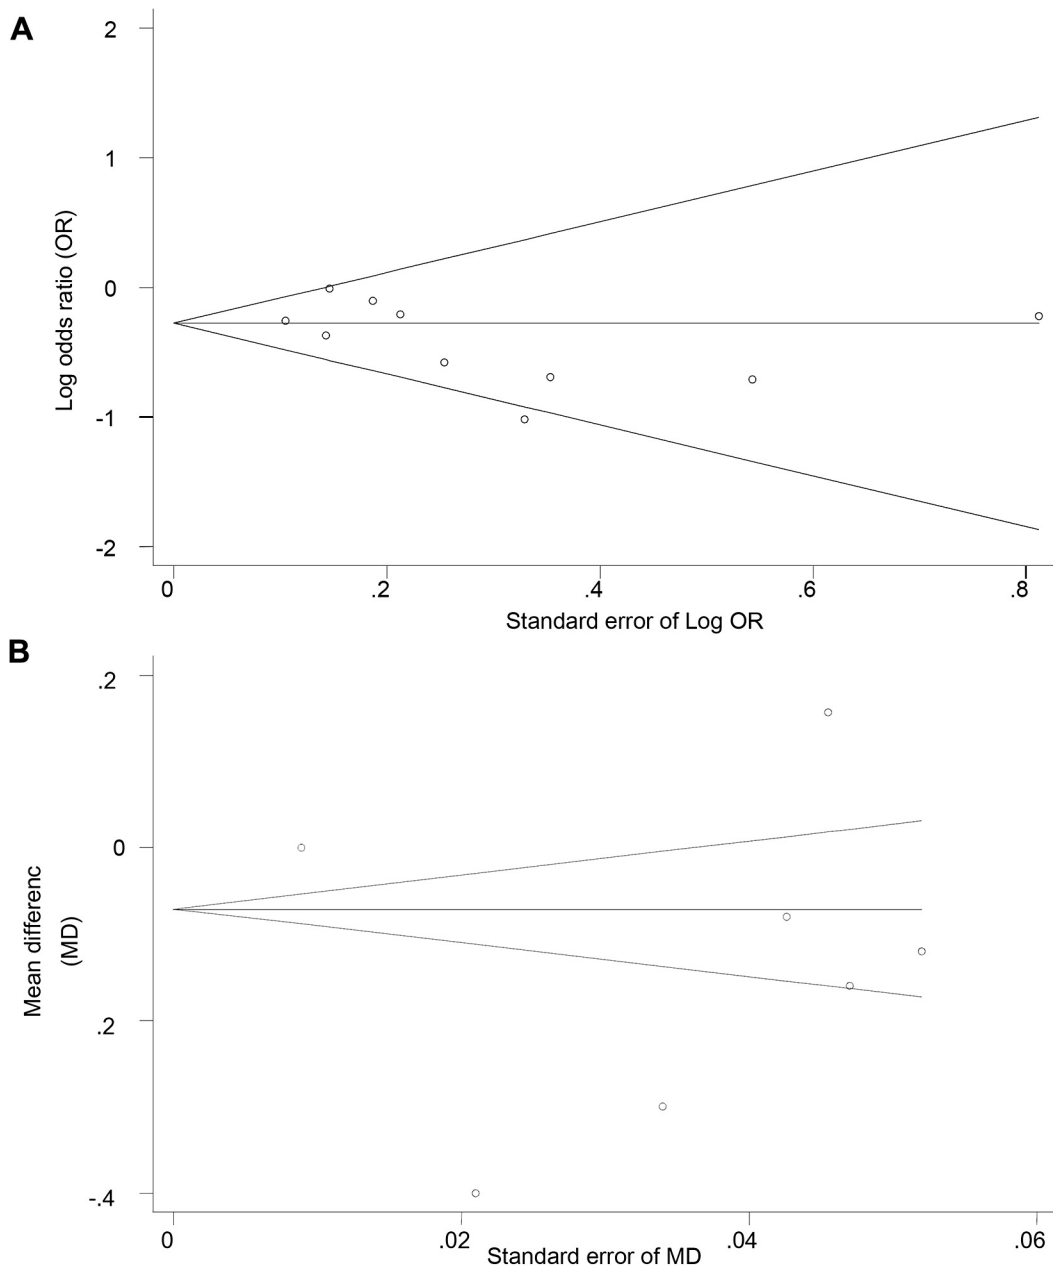 A
2
1
0
-1
-2
Log odds ratio (OR)
0
.2
.4
.6
.8
Standard error of Log OR
B
.2
0
.2
-.4
Mean differenc
(MD)
0
.02
.04
.06
Standard error of MD